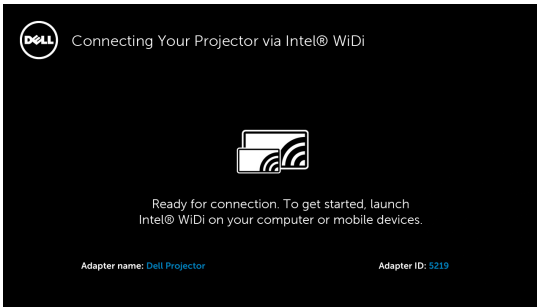 DELL
Connecting Your Projector via Intel® WiDi
Ready for connection. To get started, launch
Intel® WiDi on your computer or mobile devices.
Adapter name: Dell Projector
Adapter ID: 5219